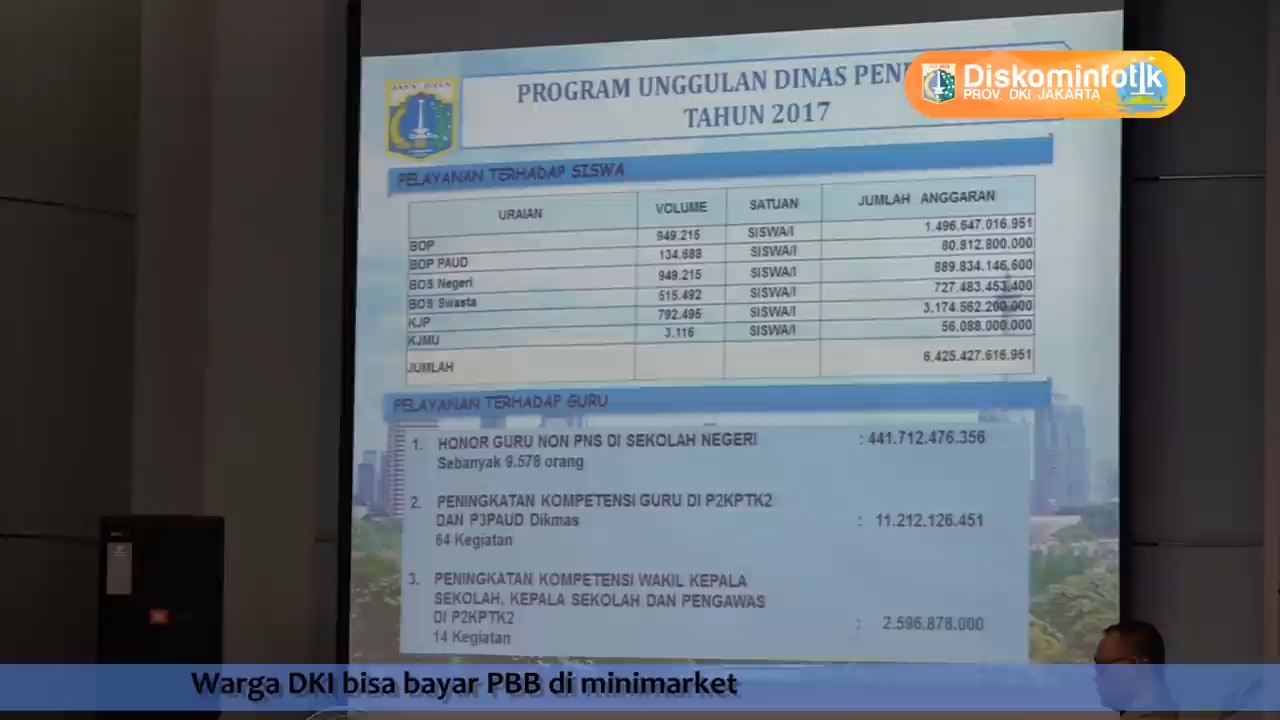 PROGRAM UNGGULAN DINAS
TAHUN 2017
Diskominfotik
PROV. DKI JAKARTA
JAYA RAYA
PELAYANAN TERHADAP SISWA
URAIAN VOLUME SATUAN JUMLAH ANGGARAN
BOP 949.215 SISWA/I 1.496.647.016.951
BOP PAUD 134.688 SISWA/I 80.812.800.000
BOS Negeri 949.215 SISWA/I 889.834.146.600
BOS Swasta 515.492 SISWA/I 727.483.453.400
KJP 792.495 SISWA/I 3.174.562.200.000
KJMU 3.116 SISWA/I 56.088.000.000
JUMLAH 6.425.427.616.951
PELAYANAN TERHADAP GURU
1. HONOR GURU NON PNS DI SEKOLAH NEGERI : 441.712.476.356
Sebanyak 9.578 orang
2. PENINGKATAN KOMPETENSI GURU DI P2KPTK2
DAN P3PAUD Dikmas : 11.212.126.451
64 Kegiatan
3. PENINGKATAN KOMPETENSI WAKIL KEPALA
SEKOLAH, KEPALA SEKOLAH DAN PENGAWAS
DI P2KPTK2 : 2.596.878.000
14 Kegiatan
Warga DKI bisa bayar PBB di minimarket